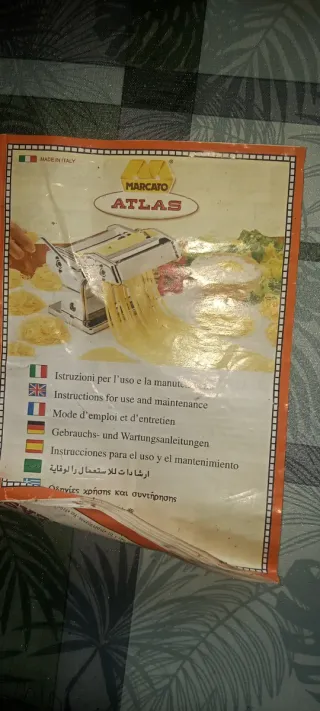 MADE IN ITALY
MARCATO
ATLAS
Istruzioni per l'uso e la
Instructions for use and maintenance
Mode d'emploi et d'entretien
Gebrauchs- und Wartungsanleitungen
Instrucciones para el uso y el mantenimiento
ارشادات للاستعمال والوقاية
Οδηγίες χρήσης και συντήρησης